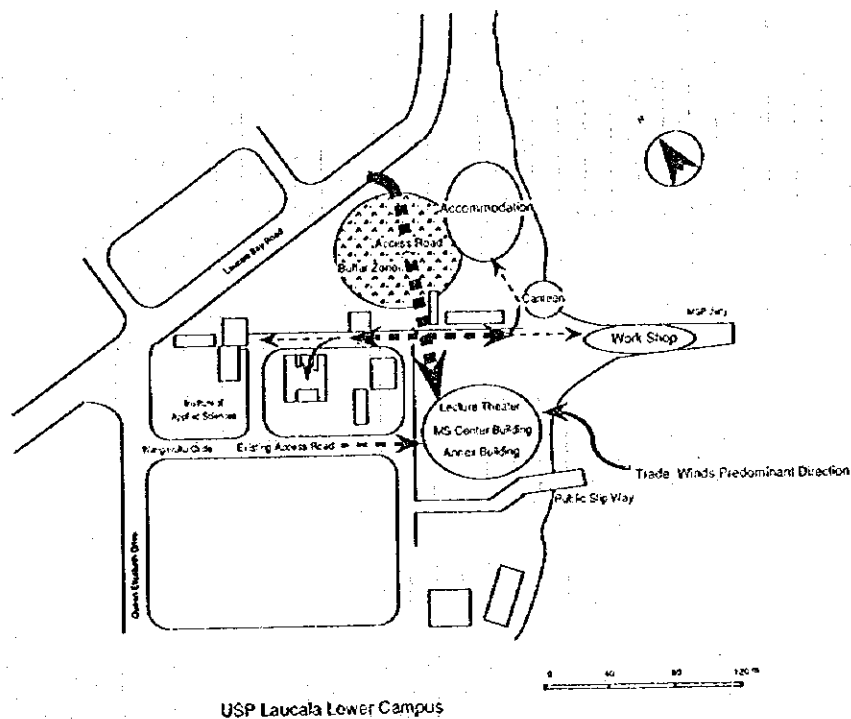 N
Accommodation
Laucala Bay Road
Access Road
Buffer Zone
Canteen
MSP Jetty
Work Shop
Institute of
Applied Sciences
Lecture Theater
MS Center Building
Annex Building
Existing Access Road
Trade Winds Predominant Direction
Public Slip Way
Queen Elizabeth Drive
0 40 80 120 m
USP Laucala Lower Campus